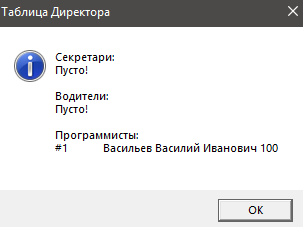 Таблица Директора
Секретари:
Пусто!
Водители:
Пусто!
Программисты:
#1 Васильев Василий Иванович 100
OK